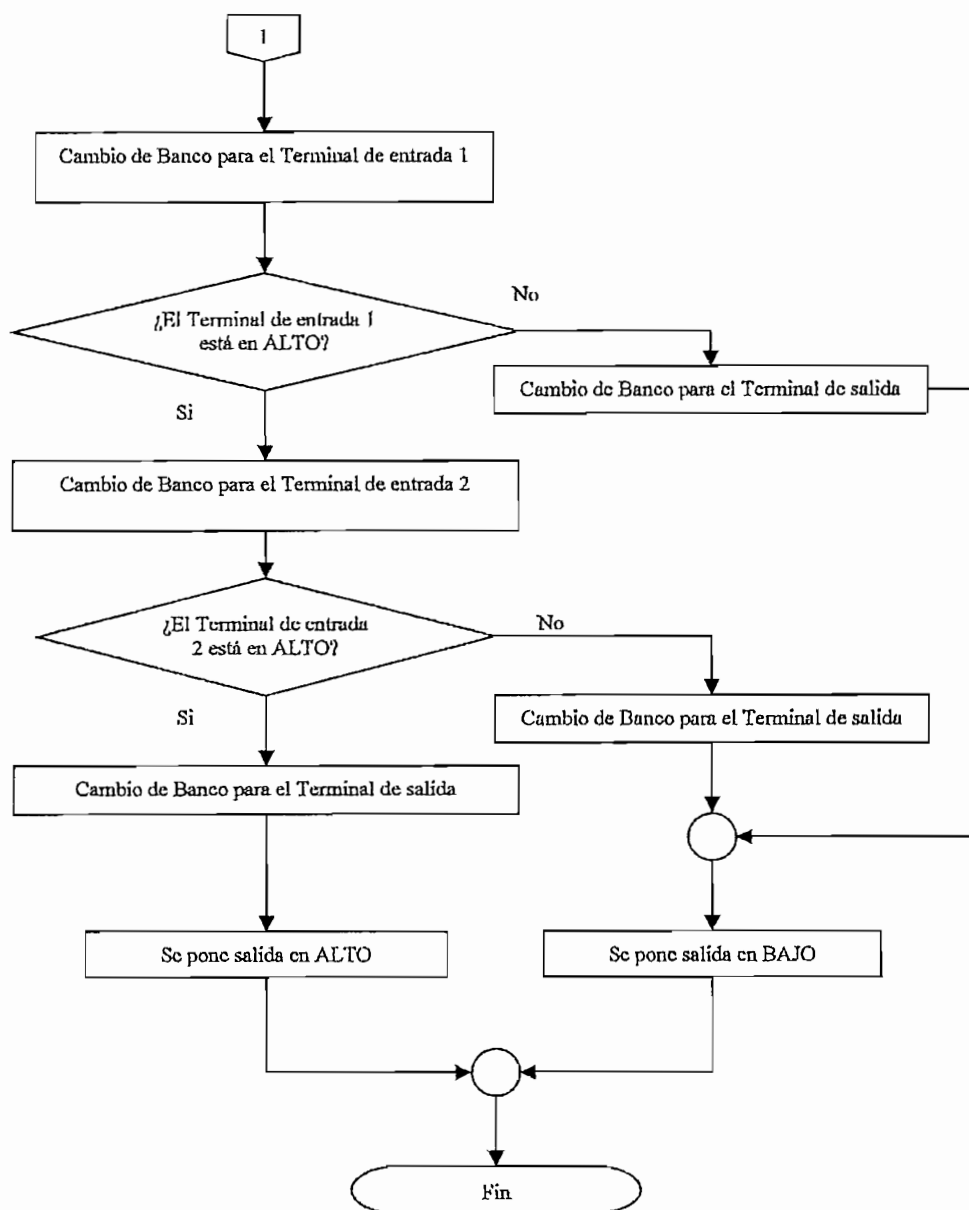 1
Cambio de Banco para el Terminal de entrada 1
¿El Terminal de entrada 1
está en ALTO?
No
Cambio de Banco para el Terminal de salida
Si
Cambio de Banco para el Terminal de entrada 2
¿El Terminal de entrada
2 está en ALTO?
No
Cambio de Banco para el Terminal de salida
Si
Cambio de Banco para el Terminal de salida
Se pone salida en ALTO
Se pone salida en BAJO
Fin